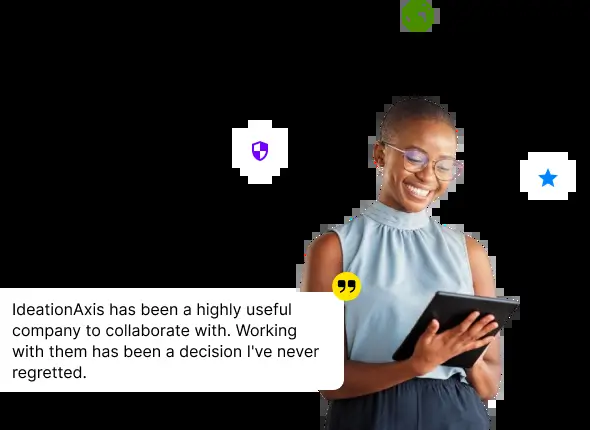 IdeationAxis has been a highly useful
company to collaborate with. Working
with them has been a decision I've never
regretted.